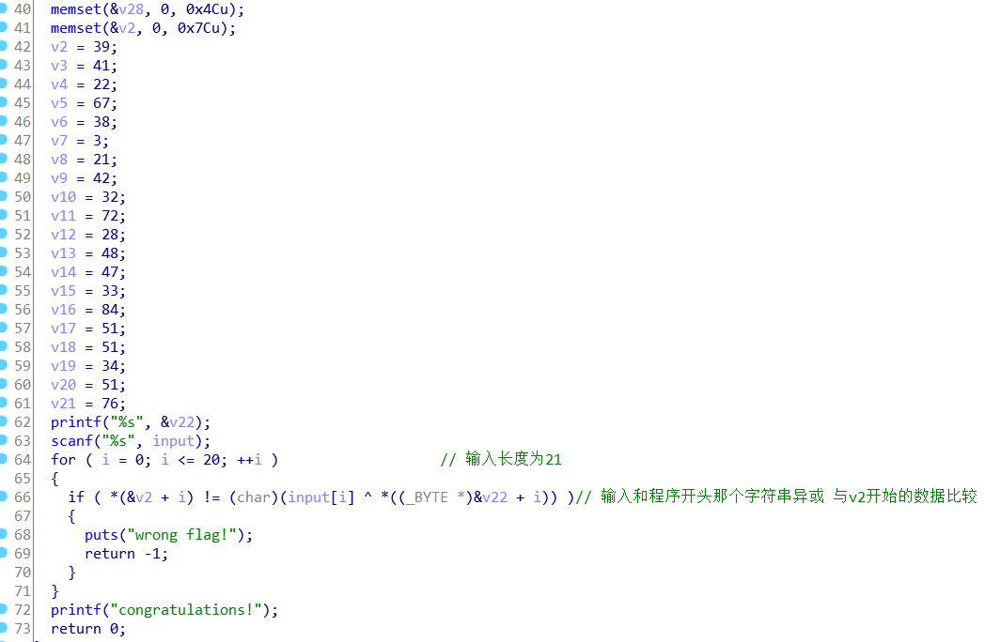 40 memset(&v28, 0, 0x4Cu);
41 memset(&v2, 0, 0x7Cu);
42 v2 = 39;
43 v3 = 41;
44 v4 = 22;
45 v5 = 67;
46 v6 = 38;
47 v7 = 3;
48 v8 = 21;
49 v9 = 42;
50 v10 = 32;
51 v11 = 72;
52 v12 = 28;
53 v13 = 48;
54 v14 = 47;
55 v15 = 33;
56 v16 = 84;
57 v17 = 51;
58 v18 = 51;
59 v19 = 34;
60 v20 = 51;
61 v21 = 76;
62 printf("%s", &v22);
63 scanf("%s", input);
64 for ( i = 0; i <= 20; ++i ) // 输入长度为21
65 {
66 if ( *(&v2 + i) != (char)(input[i] ^ *((_BYTE *)&v22 + i)) )// 输入和程序开头那个字符串异或 与v2开始的数据比较
67 {
68 puts("wrong flag!");
69 return -1;
70 }
71 }
72 printf("congratulations!");
73 return 0;